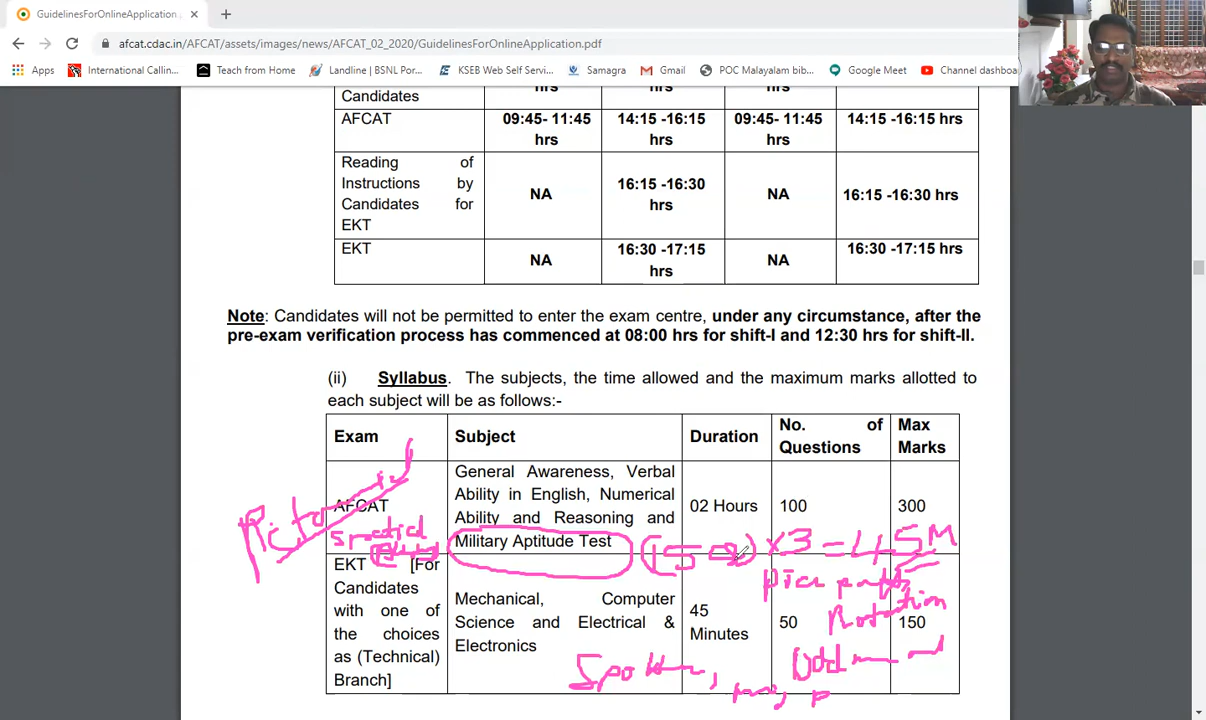 GuidelinesForOnlineApplication
afcat.cdac.in/AFCAT/assets/images/news/AFCAT_02_2020/GuidelinesForOnlineApplication.pdf
Apps International Callin... Teach from Home Landline | BSNL Por... KSEB Web Self Servi... Samagra Gmail POC Malayalam bib... Google Meet Channel dashboa
hrs hrs hrs
Candidates
AFCAT 09:45- 11:45 hrs 14:15 -16:15 hrs 09:45- 11:45 hrs 14:15 -16:15 hrs
Reading of
Instructions by
Candidates for
EKT
NA 16:15 -16:30 hrs NA 16:15 -16:30 hrs
EKT NA 16:30 -17:15 hrs NA 16:30 -17:15 hrs
Note: Candidates will not be permitted to enter the exam centre, under any circumstance, after the
pre-exam verification process has commenced at 08:00 hrs for shift-I and 12:30 hrs for shift-II.
(ii) Syllabus. The subjects, the time allowed and the maximum marks allotted to
each subject will be as follows:-
Exam Subject Duration No. of Questions Max Marks
AFCAT
General Awareness, Verbal
Ability in English, Numerical
Ability and Reasoning and
Military Aptitude Test
02 Hours 100 300
×3 = 45M
Rotation
EKT [For
Candidates
with one of
the choices
as (Technical)
Branch]
Mechanical, Computer
Science and Electrical &
Electronics
45
Minutes
50 150